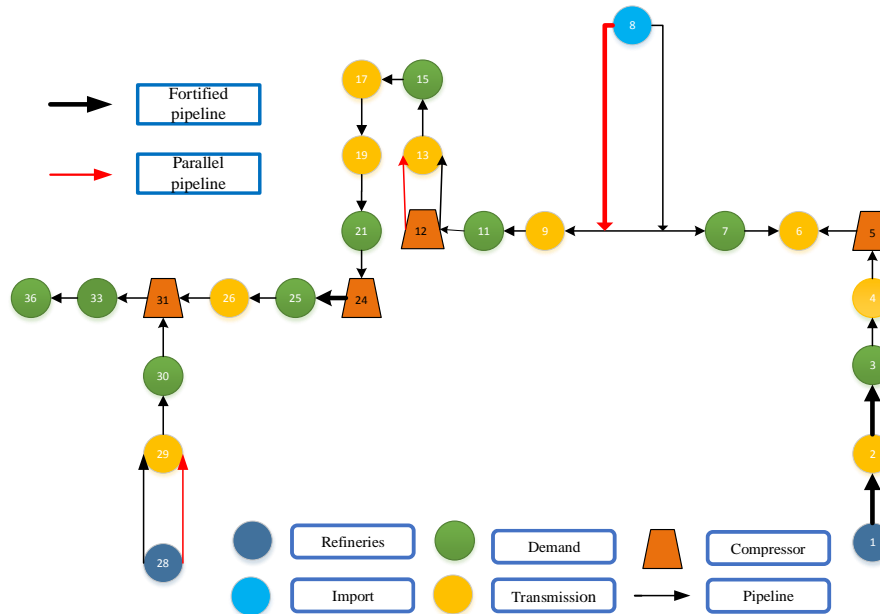 8
17
15
Fortified
pipeline
19
13
Parallel
pipeline
21
12
11
9
7
6
5
36
33
31
26
25
24
4
30
3
29
2
28
Refineries
Demand
Compressor
1
Import
Transmission
Pipeline